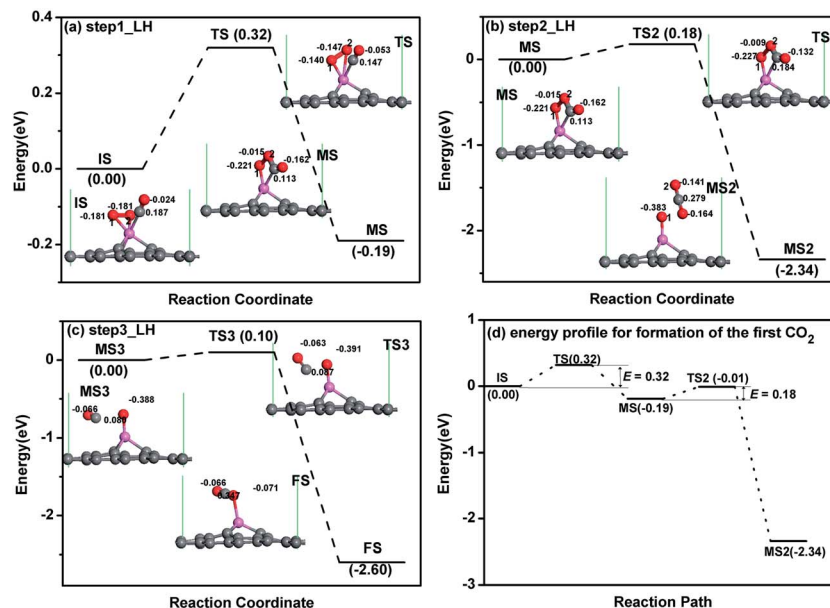 (a) step1_LH
TS (0.32)
-0.147
2
-0.053
TS
-0.140
1
0.147
IS
(0.00)
IS
-0.181
-0.181
1
-0.024
0.187
-0.015
2
-0.221
1
-0.162
0.113
MS
MS
(-0.19)
0.4
0.2
0.0
-0.2
Energy(eV)
Reaction Coordinate
(b) step2_LH
MS
(0.00)
TS2 (0.18)
-0.009
2
-0.132
TS
-0.227
1
0.184
MS
-0.015
2
-0.221
1
-0.162
0.113
2
-0.141
MS2
0.279
-0.383
1
-0.164
MS2
(-2.34)
0
-1
-2
Energy(eV)
Reaction Coordinate
(c) step3_LH
MS3
(0.00)
TS3 (0.10)
-0.063
-0.391
TS3
0.087
MS3
-0.066
-0.388
0.080
-0.066
-0.071
FS
FS
(-2.60)
0
-1
-2
Energy(eV)
Reaction Coordinate
(d) energy profile for formation of the first CO2
IS
(0.00)
TS(0.32)
E = 0.32
MS(-0.19)
TS2 (-0.01)
E = 0.18
MS2(-2.34)
1
0
-1
-2
-3
Energy(eV)
Reaction Path